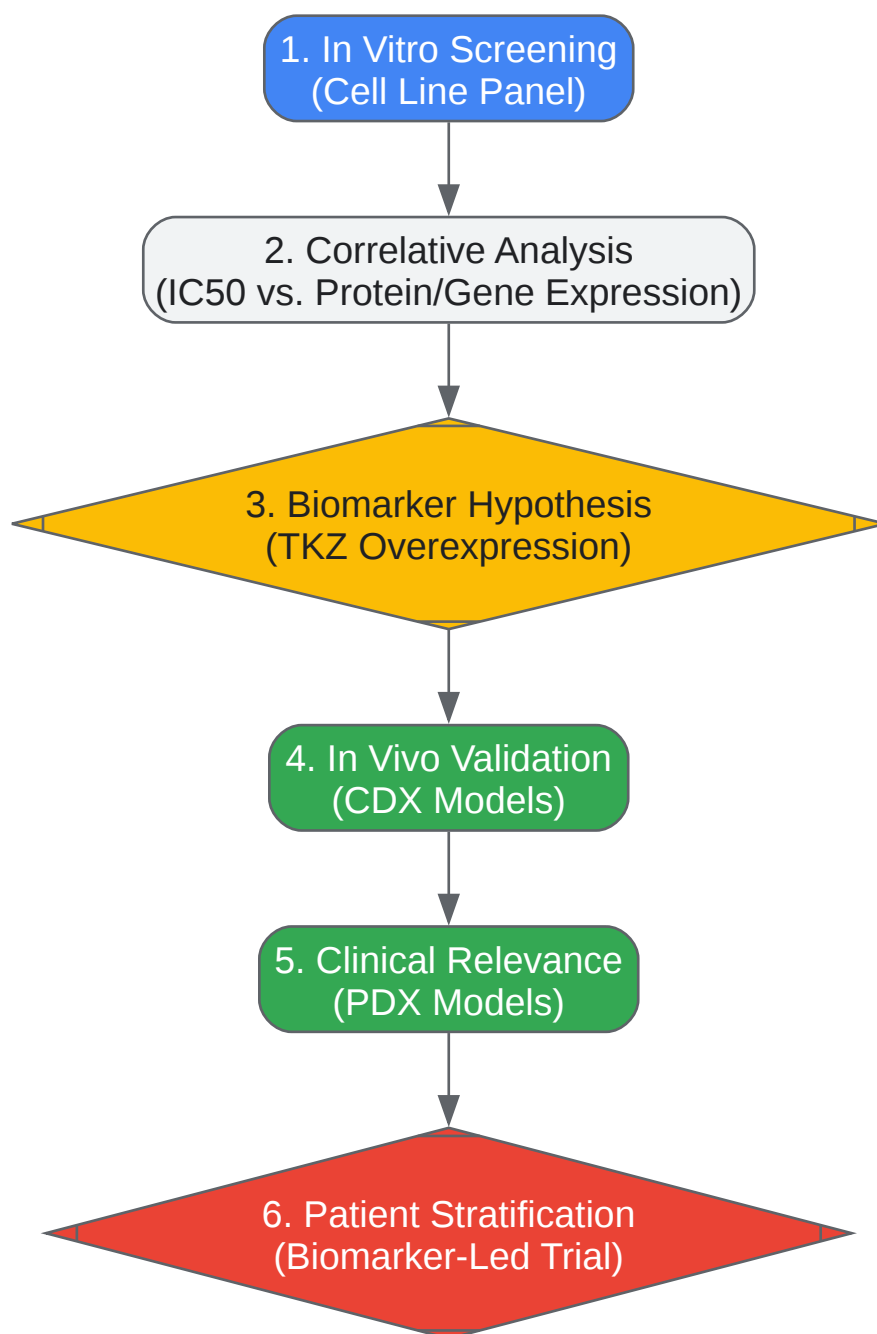 1. In Vitro Screening
(Cell Line Panel)
2. Correlative Analysis
(IC50 vs. Protein/Gene Expression)
3. Biomarker Hypothesis
(TKZ Overexpression)
4. In Vivo Validation
(CDX Models)
5. Clinical Relevance
(PDX Models)
6. Patient Stratification
(Biomarker-Led Trial)